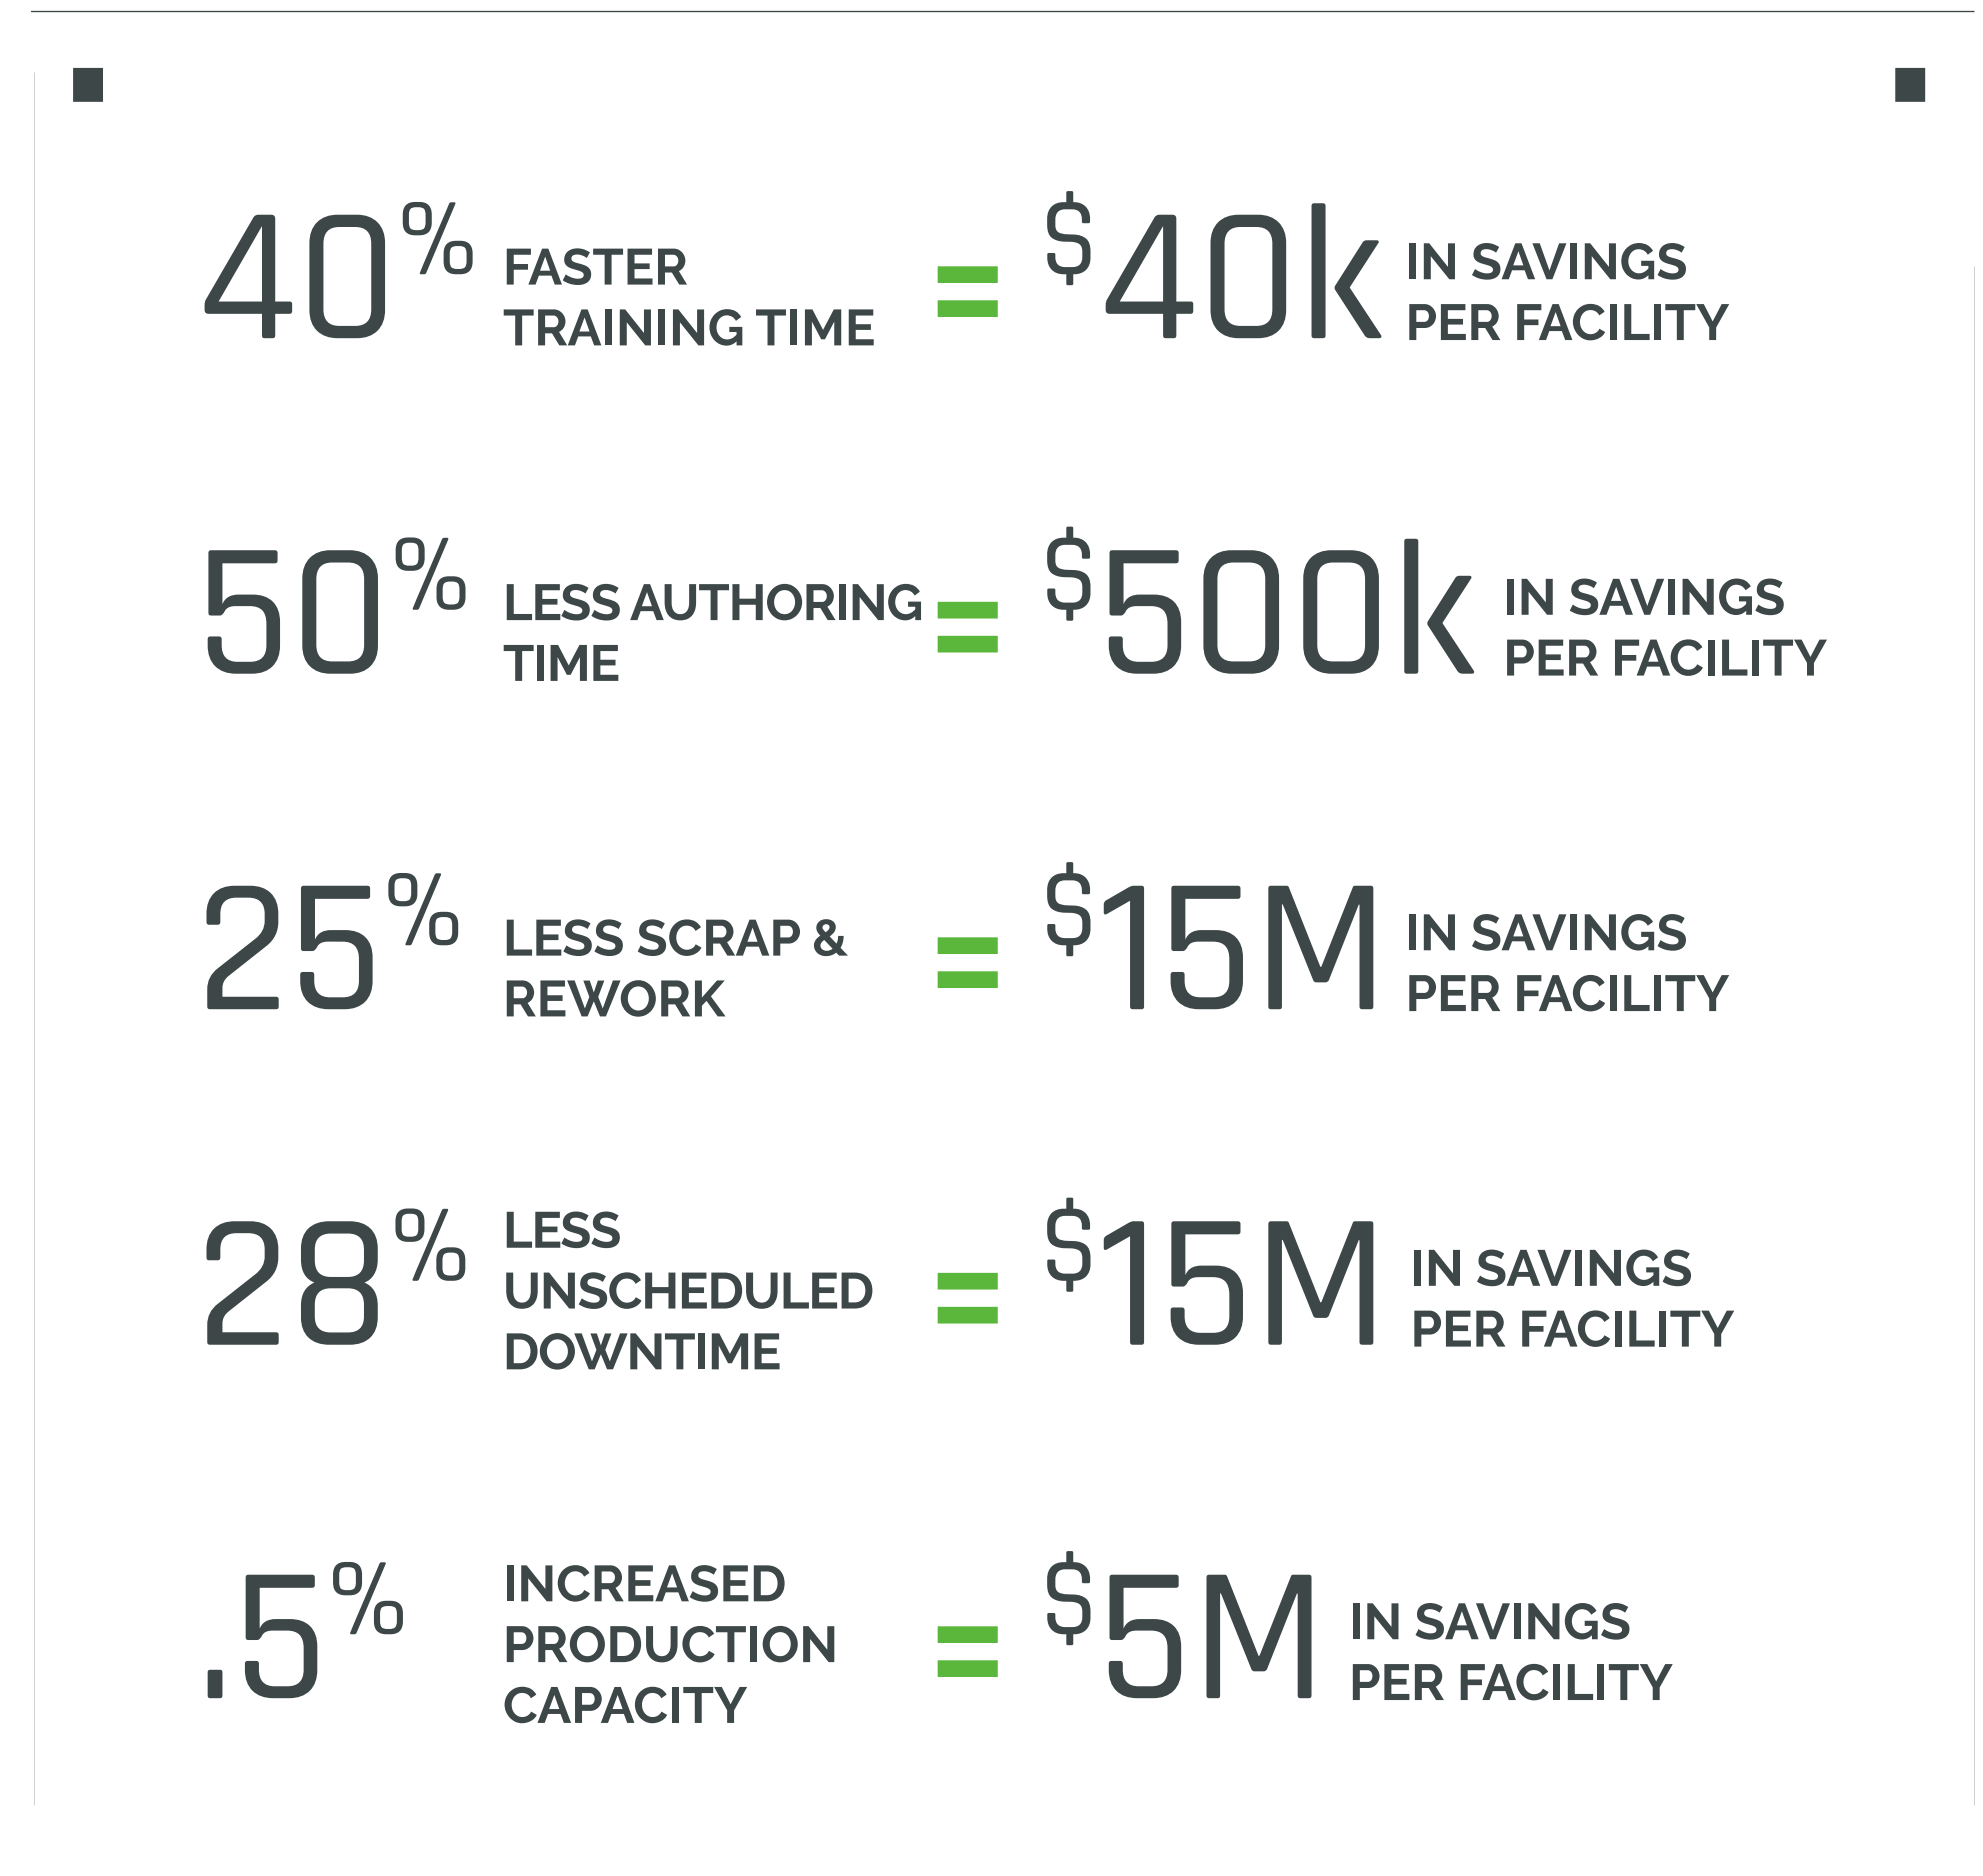 40% FASTER
TRAINING TIME
=
$40k IN SAVINGS
PER FACILITY
50% LESS AUTHORING
TIME
=
$500k IN SAVINGS
PER FACILITY
25% LESS SCRAP &
REWORK
=
$15M IN SAVINGS
PER FACILITY
28% LESS
UNSCHEDULED
DOWNTIME
=
$15M IN SAVINGS
PER FACILITY
.5% INCREASED
PRODUCTION
CAPACITY
=
$5M IN SAVINGS
PER FACILITY